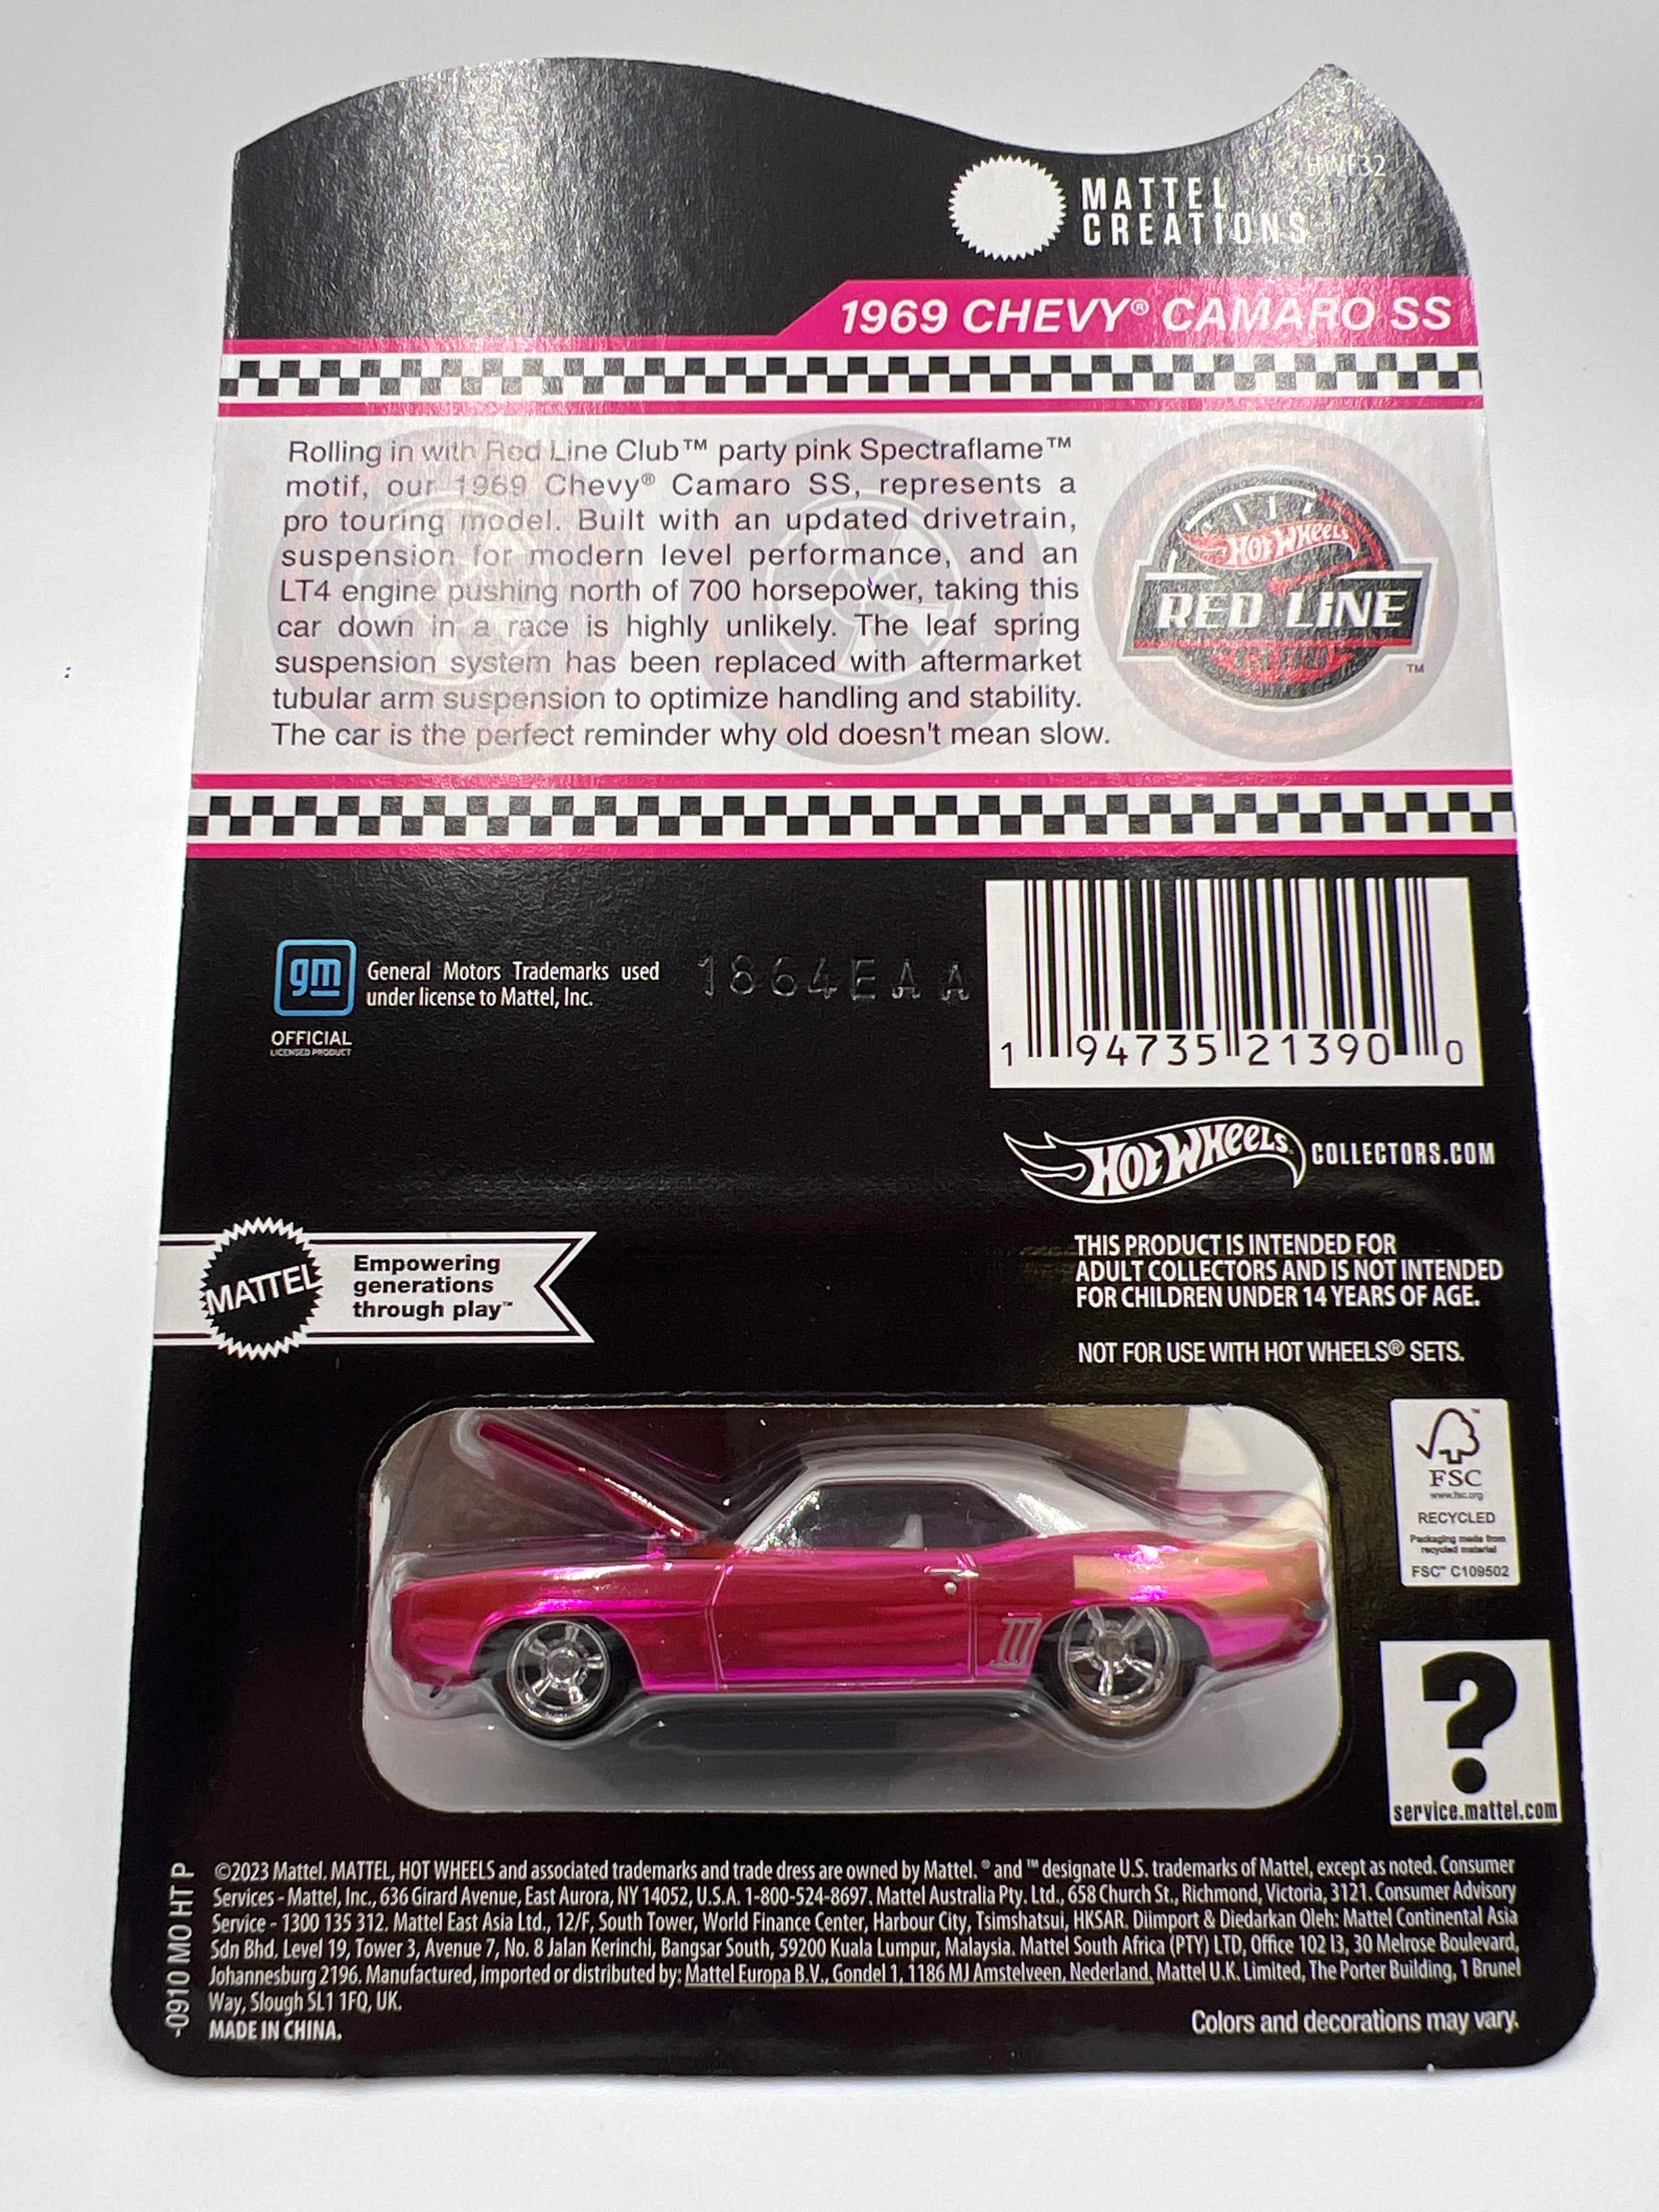 HWF32
MATTEL
CREATIONS
1969 CHEVY® CAMARO SS
Rolling in with Red Line Club™ party pink Spectraflame™
motif, our 1969 Chevy® Camaro SS, represents a
pro touring model. Built with an updated drivetrain,
suspension for modern level performance, and an
LT4 engine pushing north of 700 horsepower, taking this
car down in a race is highly unlikely. The leaf spring
suspension system has been replaced with aftermarket
tubular arm suspension to optimize handling and stability.
The car is the perfect reminder why old doesn't mean slow.
HOT WHEELS
RED LINE
™
gm
OFFICIAL
LICENSED PRODUCT
General Motors Trademarks used
under license to Mattel, Inc.
1864EAA
1 94735 21390 0
HOT WHEELS COLLECTORS.COM
MATTEL
Empowering
generations
through play™
THIS PRODUCT IS INTENDED FOR
ADULT COLLECTORS AND IS NOT INTENDED
FOR CHILDREN UNDER 14 YEARS OF AGE.
NOT FOR USE WITH HOT WHEELS® SETS.
™
FSC
www.fsc.org
RECYCLED
Packaging made from
recycled material
FSC™ C109502
?
service.mattel.com
-0910 MO HT P
©2023 Mattel. MATTEL, HOT WHEELS and associated trademarks and trade dress are owned by Mattel. ® and ™ designate U.S. trademarks of Mattel, except as noted. Consumer
Services - Mattel, Inc., 636 Girard Avenue, East Aurora, NY 14052, U.S.A. 1-800-524-8697. Mattel Australia Pty. Ltd., 658 Church St., Richmond, Victoria, 3121. Consumer Advisory
Service - 1300 135 312. Mattel East Asia Ltd., 12/F, South Tower, World Finance Center, Harbour City, Tsimshatsui, HKSAR. Diimport & Diedarkan Oleh: Mattel Continental Asia
Sdn Bhd. Level 19, Tower 3, Avenue 7, No. 8 Jalan Kerinchi, Bangsar South, 59200 Kuala Lumpur, Malaysia. Mattel South Africa (PTY) LTD, Office 102 I3, 30 Melrose Boulevard,
Johannesburg 2196. Manufactured, imported or distributed by: Mattel Europa B.V., Gondel 1, 1186 MJ Amstelveen, Nederland. Mattel U.K. Limited, The Porter Building, 1 Brunel
Way, Slough SL1 1FQ, UK.
MADE IN CHINA.
Colors and decorations may vary.